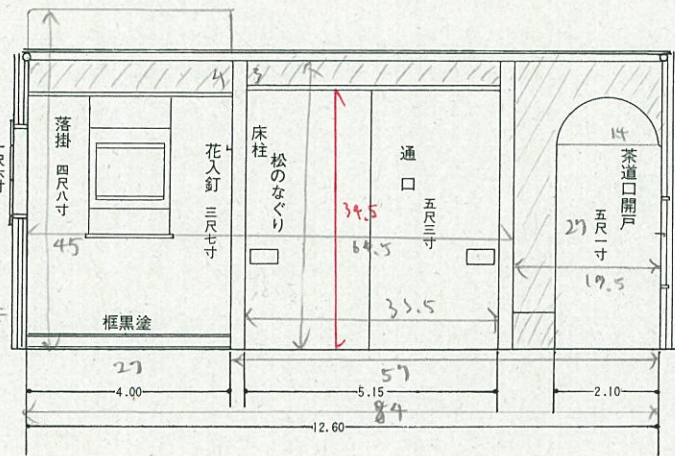 落掛 四尺八寸
花入釘 三尺七寸
床柱
松のなぐり
通口 五尺三寸
茶道口開戸
五尺一寸
框黒塗
4
3
14
34.5
64.5
45
27
19.5
33.5
27
57
4.00
5.15
2.10
84
12.60